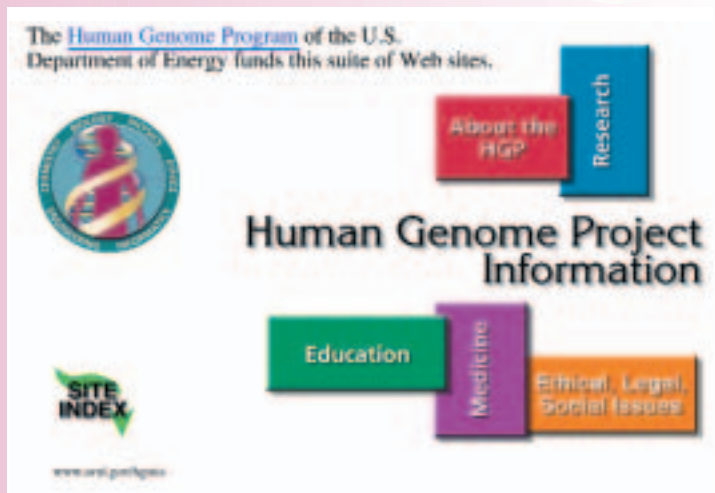 The Human Genome Program of the U.S.
Department of Energy funds this suite of Web sites.
About the
HGP
Research
Human Genome Project
Information
Education
Medicine
Ethical, Legal,
Social Issues
SITE
INDEX